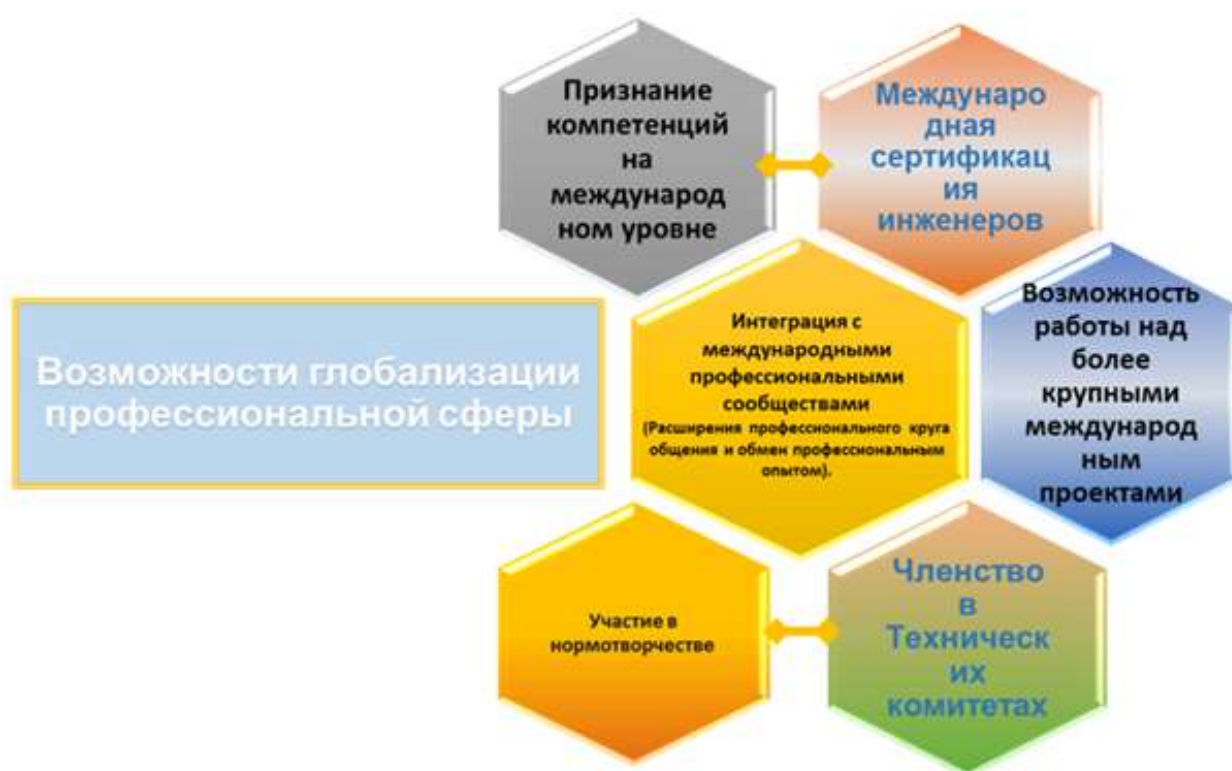 Возможности глобализации
профессиональной сферы
Признание
компетенций
на
международ
ном уровне
Междунаро
дная
сертификац
ия
инженеров
Интеграция с
международными
профессиональными
сообществами
(Расширения профессионального круга
общения и обмен профессиональным
опытом).
Возможность
работы над
более
крупными
международ
ным
проектами
Участие в
нормотворчестве
Членство
в
Техническ
их
комитетах